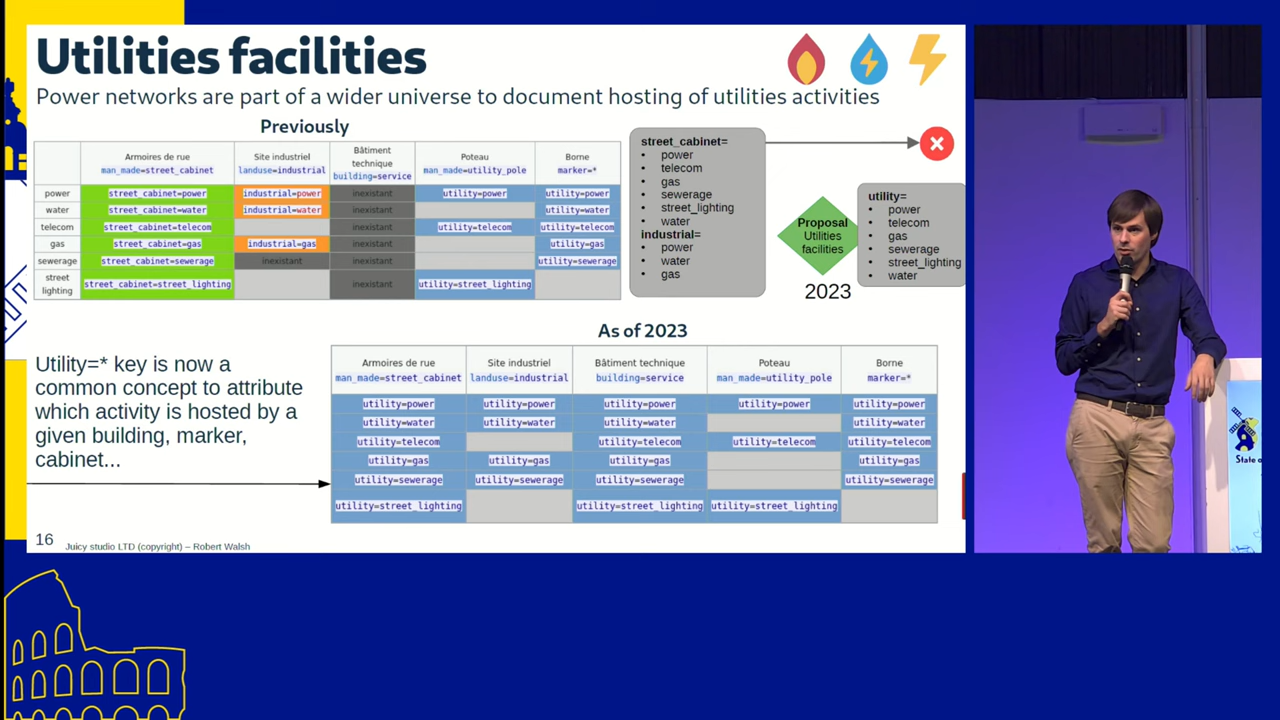 Utilities facilities
Power networks are part of a wider universe to document hosting of utilities activities
Previously
Armoires de rue
man_made=street_cabinet
Site industriel
landuse=industrial
Bâtiment
technique
building=service
Poteau
man_made=utility_pole
Borne
marker=*
power
street_cabinet=power
industrial=power
inexistant
utility=power
utility=power
water
street_cabinet=water
industrial=water
inexistant
utility=water
telecom
street_cabinet=telecom
inexistant
utility=telecom
utility=telecom
gas
street_cabinet=gas
industrial=gas
inexistant
utility=gas
sewerage
street_cabinet=sewerage
inexistant
inexistant
utility=sewerage
street
lighting
street_cabinet=street_lighting
inexistant
utility=street_lighting
street_cabinet=
• power
• telecom
• gas
• sewerage
• street_lighting
• water
industrial=
• power
• water
• gas
Proposal
Utilities
facilities
2023
utility=
• power
• telecom
• gas
• sewerage
• street_lighting
• water
As of 2023
Utility=* key is now a
common concept to attribute
which activity is hosted by a
given building, marker,
cabinet...
Armoires de rue
man_made=street_cabinet
Site industriel
landuse=industrial
Bâtiment technique
building=service
Poteau
man_made=utility_pole
Borne
marker=*
utility=power
utility=power
utility=power
utility=power
utility=power
utility=water
utility=water
utility=water
utility=water
utility=telecom
utility=telecom
utility=telecom
utility=telecom
utility=gas
utility=gas
utility=gas
utility=gas
utility=sewerage
utility=sewerage
utility=sewerage
utility=sewerage
utility=street_lighting
utility=street_lighting
utility=street_lighting
16
Juicy studio LTD (copyright) – Robert Walsh
State o